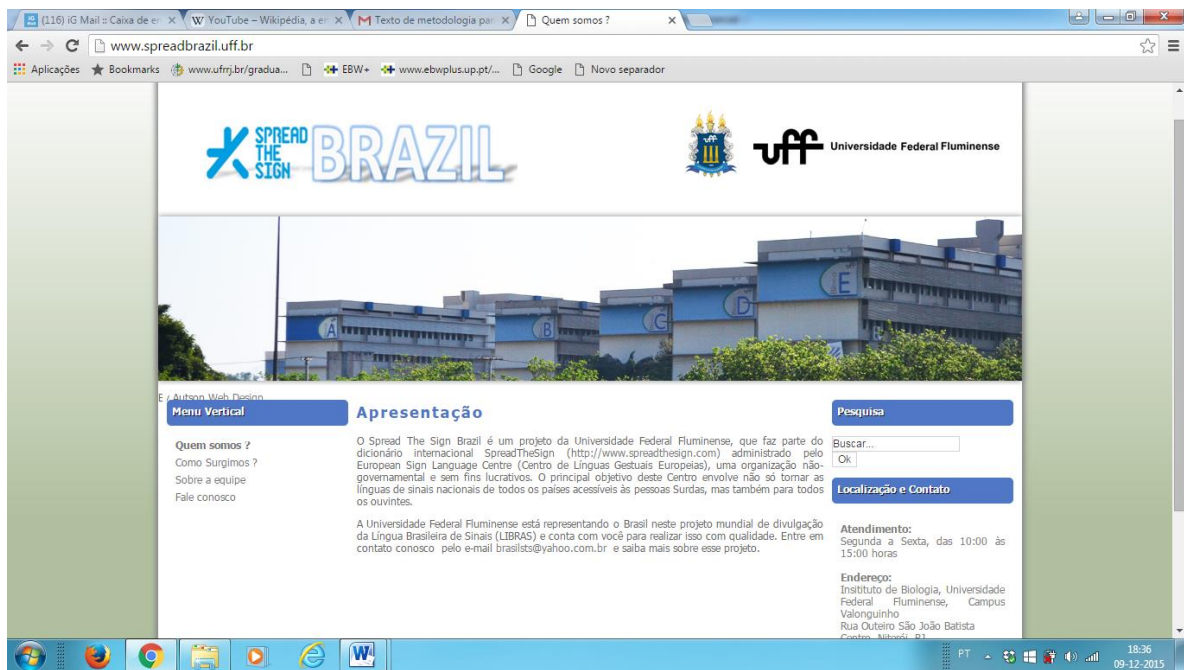 (116) iG Mail :: Caixa de en
YouTube – Wikipédia, a en
Texto de metodologia par
Quem somos ?
www.spreadbrazil.uff.br
Aplicações
Bookmarks
www.ufrrj.br/gradua...
EBW+
www.ebwplus.up.pt/...
Google
Novo separador
SPREAD
THE
SIGN
BRAZIL
uff
Universidade Federal Fluminense
A
B
C
D
E
E / Autson Web Design
Menu Vertical
Quem somos ?
Como Surgimos ?
Sobre a equipe
Fale conosco
Apresentação
O Spread The Sign Brazil é um projeto da Universidade Federal Fluminense, que faz parte do
dicionário internacional SpreadTheSign (http://www.spreadthesign.com) administrado pelo
European Sign Language Centre (Centro de Línguas Gestuais Europeias), uma organização não-
governamental e sem fins lucrativos. O principal objetivo deste Centro envolve não só tornar as
línguas de sinais nacionais de todos os países acessíveis às pessoas Surdas, mas também para todos
os ouvintes.
A Universidade Federal Fluminense está representando o Brasil neste projeto mundial de divulgação
da Língua Brasileira de Sinais (LIBRAS) e conta com você para realizar isso com qualidade. Entre em
contato conosco pelo e-mail brasilsts@yahoo.com.br e saiba mais sobre esse projeto.
Pesquisa
Buscar...
Ok
Localização e Contato
Atendimento:
Segunda a Sexta, das 10:00 às
15:00 horas
Endereço:
Insitituto de Biologia, Universidade
Federal Fluminense, Campus
Valonguinho
Rua Outeiro São João Batista
Centro, Niterói, RJ
PT
18:36
09-12-2015